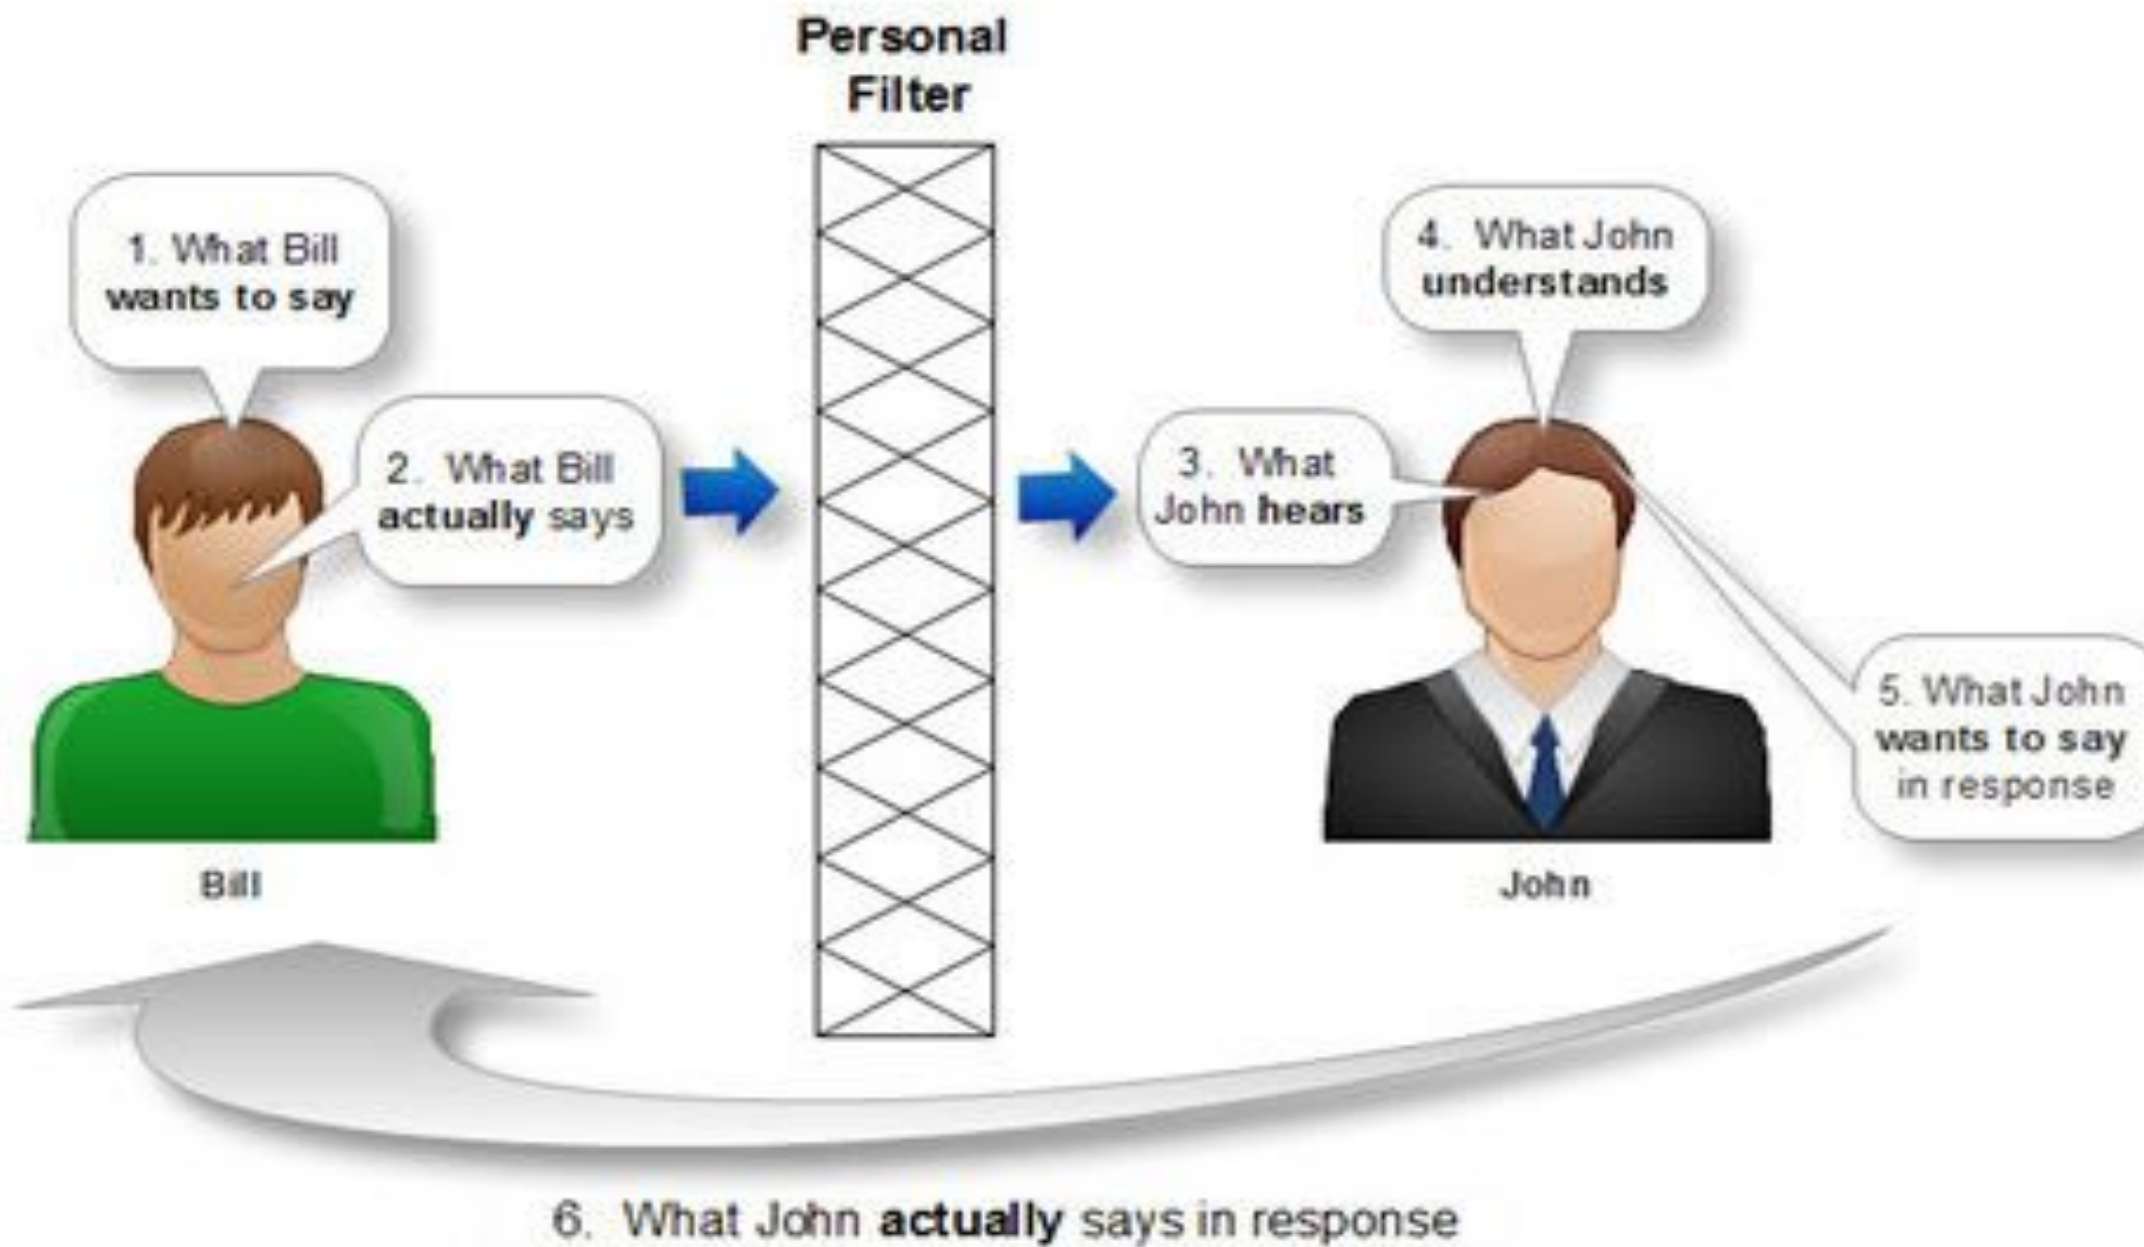 Personal
Filter
1. What Bill
wants to say
2. What Bill
actually says
3. What
John hears
4. What John
understands
5. What John
wants to say
in response
Bill
John
6. What John actually says in response